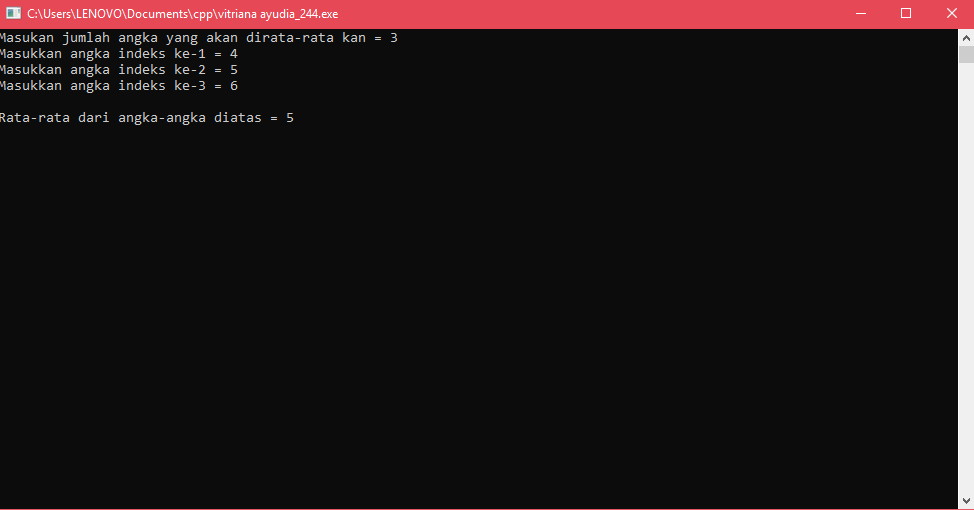 C:\Users\LENOVO\Documents\cpp\vitriana ayudia_244.exe
Masukan jumlah angka yang akan dirata-rata kan = 3
Masukkan angka indeks ke-1 = 4
Masukkan angka indeks ke-2 = 5
Masukkan angka indeks ke-3 = 6
Rata-rata dari angka-angka diatas = 5